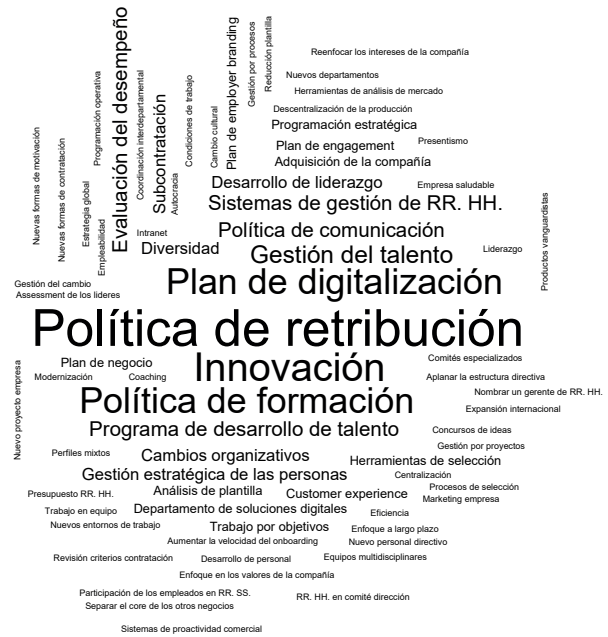 Nuevas formas de motivación
Nuevas formas de contratación
Estrategia global
Programación operativa
Empleabilidad
Evaluación del desempeño
Coordinación interdepartamental
Subcontratación
Autocracia
Condiciones de trabajo
Cambio cultural
Plan de employer branding
Gestión por procesos
Reducción plantilla
Reenfocar los intereses de la compañía
Nuevos departamentos
Herramientas de análisis de mercado
Descentralización de la producción
Programación estratégica
Presentismo
Plan de engagement
Adquisición de la compañía
Desarrollo de liderazgo
Empresa saludable
Sistemas de gestión de RR. HH.
Intranet
Política de comunicación
Diversidad
Gestión del talento
Liderazgo
Productos vanguardistas
Gestión del cambio
Plan de digitalización
Assessment de los lideres
Política de retribución
Nuevo proyecto empresa
Plan de negocio
Innovación
Comités especializados
Modernización
Coaching
Aplanar la estructura directiva
Política de formación
Nombrar un gerente de RR. HH.
Expansión internacional
Programa de desarrollo de talento
Concursos de ideas
Perfiles mixtos
Cambios organizativos
Gestión por proyectos
Herramientas de selección
Gestión estratégica de las personas
Centralización
Presupuesto RR. HH.
Análisis de plantilla
Customer experience
Procesos de selección
Marketing empresa
Trabajo en equipo
Departamento de soluciones digitales
Eficiencia
Nuevos entornos de trabajo
Trabajo por objetivos
Enfoque a largo plazo
Aumentar la velocidad del onboarding
Nuevo personal directivo
Revisión criterios contratación
Desarrollo de personal
Equipos multidisciplinares
Enfoque en los valores de la compañía
Participación de los empleados en RR. SS.
RR. HH. en comité dirección
Separar el core de los otros negocios
Sistemas de proactividad comercial